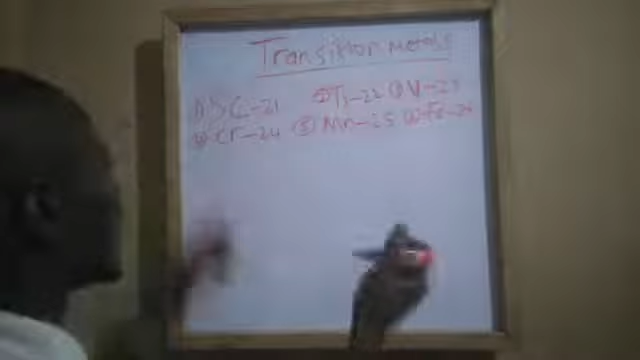 Transition metals
① Sc-21 ② Ti-22 ③ V-23
④ Cr-24 ⑤ Mn-25 ⑥ Fe-26